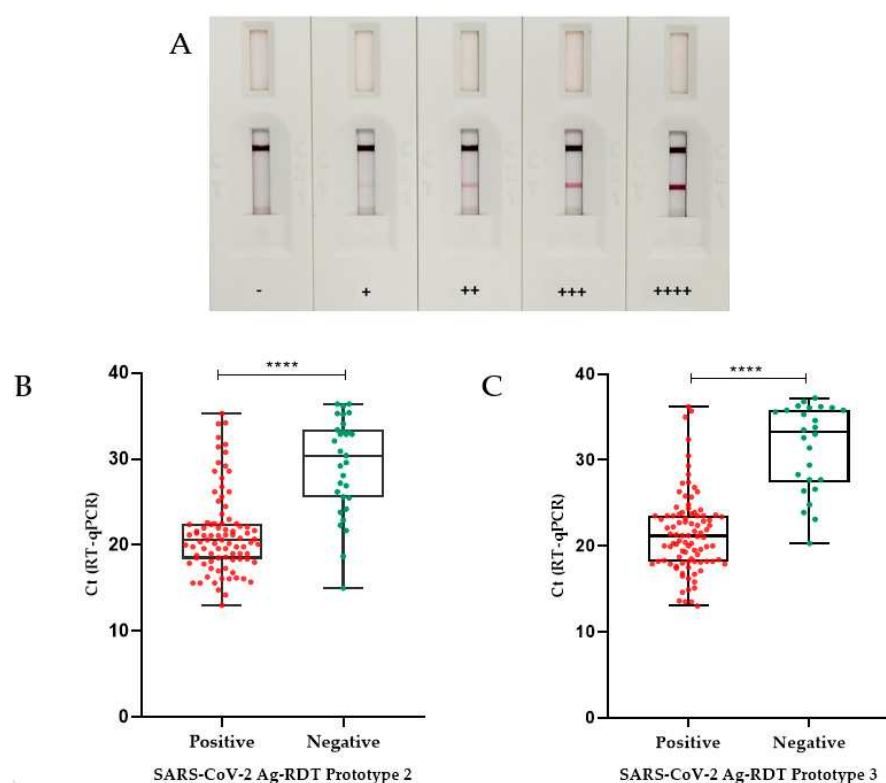 A
- + ++ +++ ++++
B
****
40
30
20
10
0
Ct (RT-qPCR)
Positive Negative
SARS-CoV-2 Ag-RDT Prototype 2
C
****
40
30
20
10
0
Ct (RT-qPCR)
Positive Negative
SARS-CoV-2 Ag-RDT Prototype 3